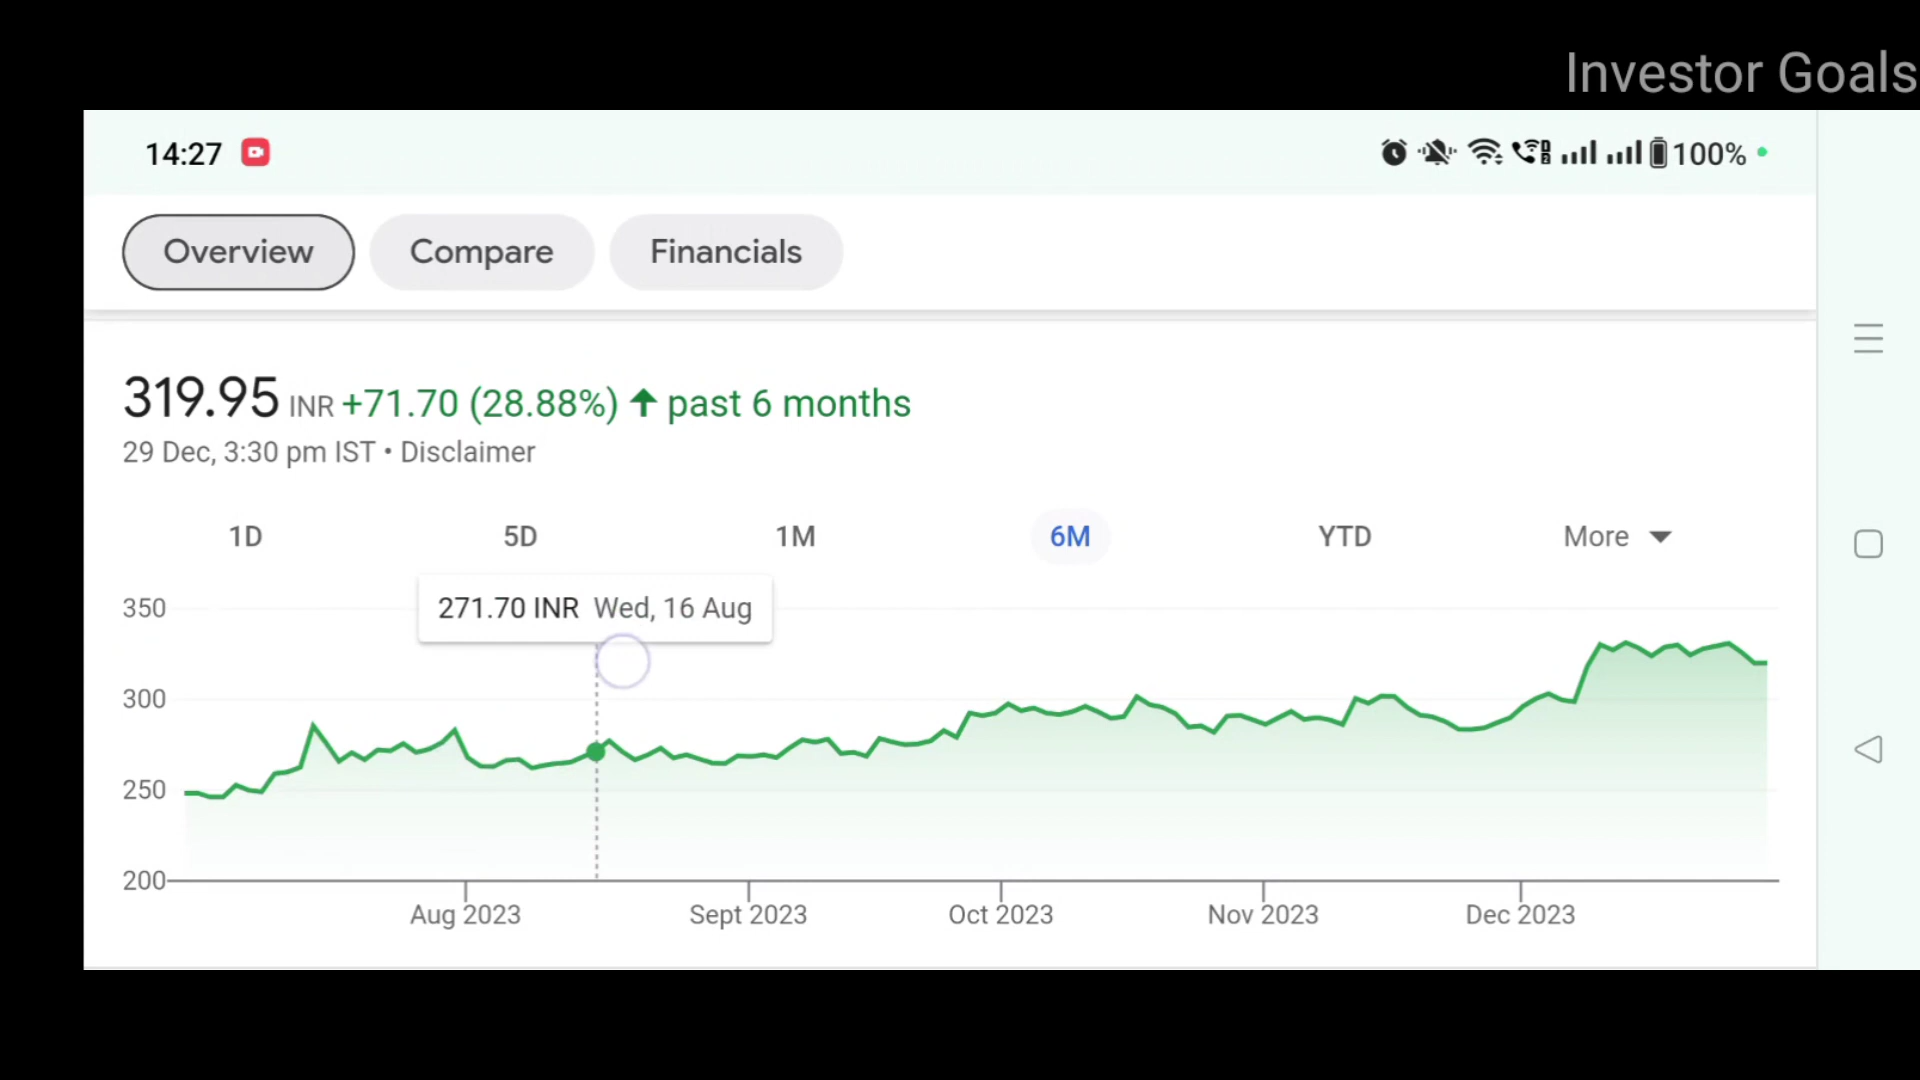 Investor Goals
14:27 100%
Overview Compare Financials
319.95 INR +71.70 (28.88%) ↑ past 6 months
29 Dec, 3:30 pm IST • Disclaimer
1D 5D 1M 6M YTD More
271.70 INR Wed, 16 Aug
350
300
250
200
Aug 2023 Sept 2023 Oct 2023 Nov 2023 Dec 2023